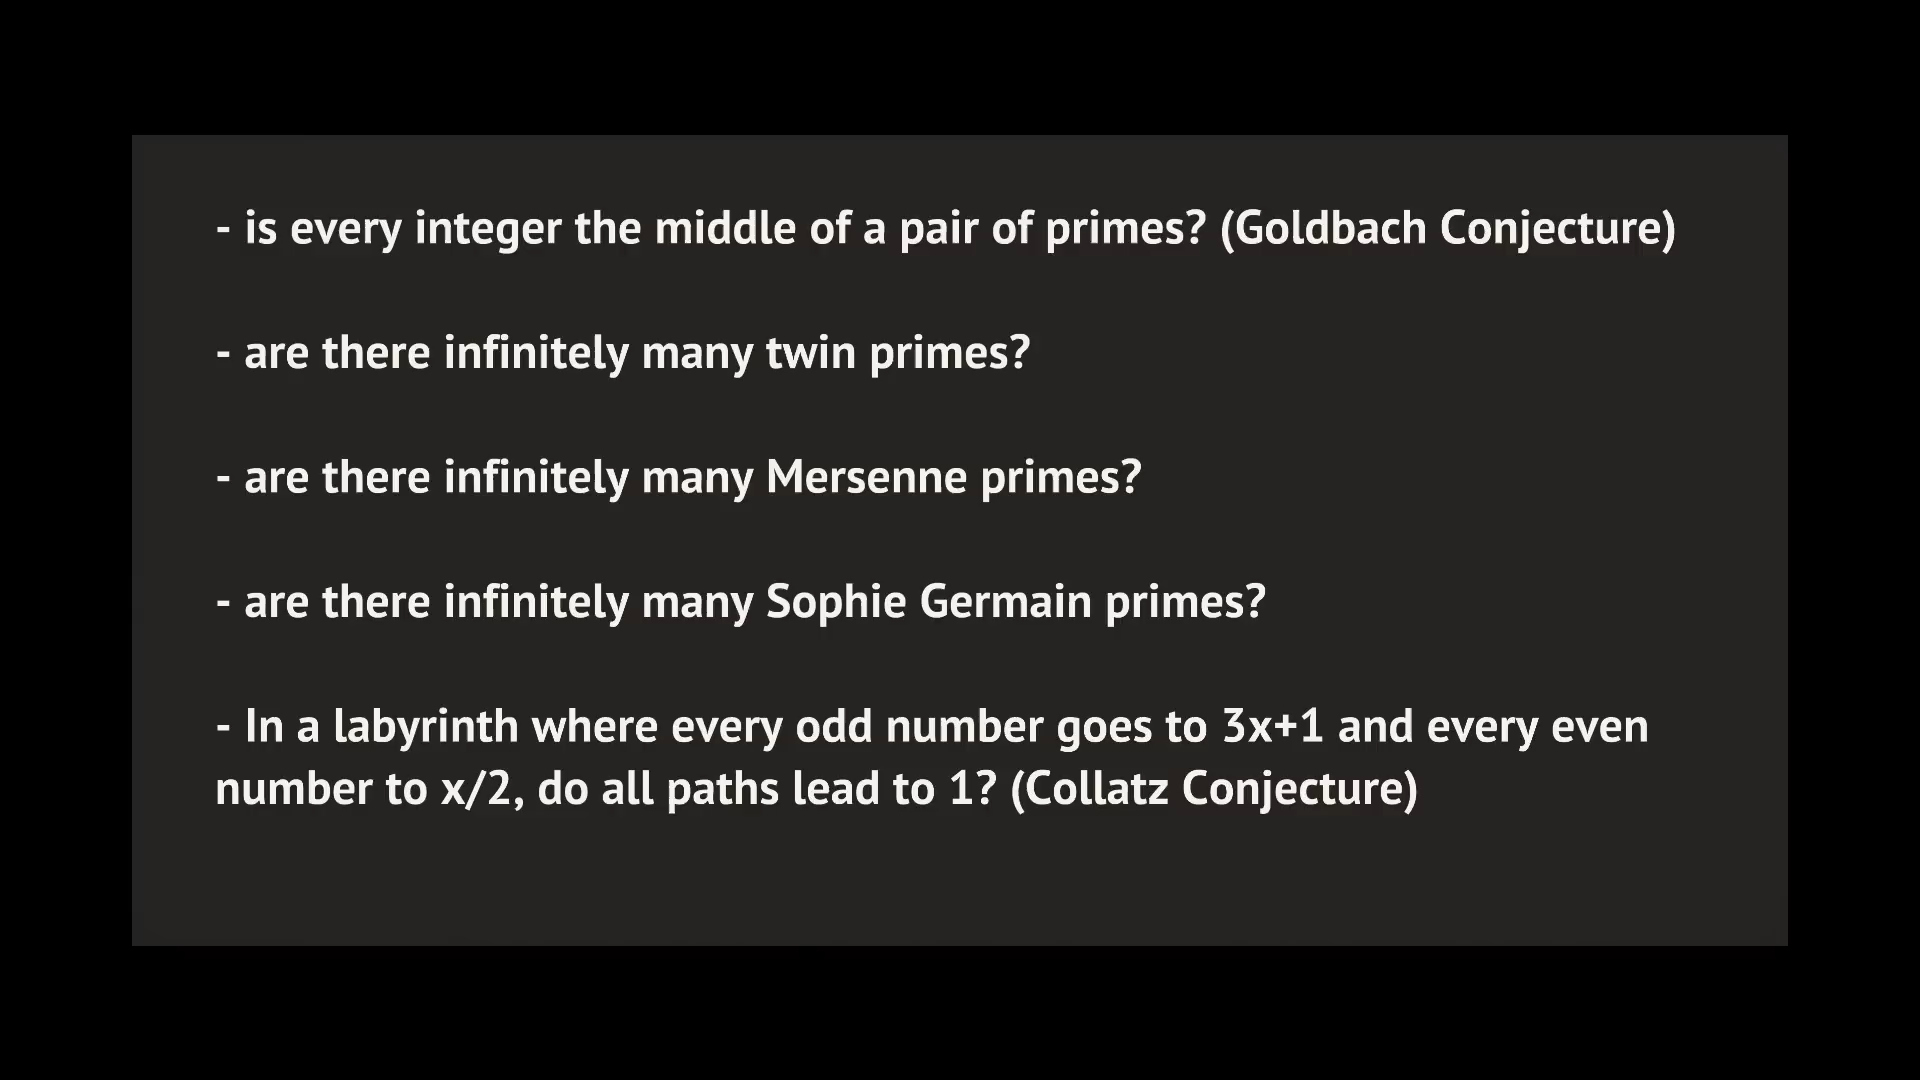 - is every integer the middle of a pair of primes? (Goldbach Conjecture)
- are there infinitely many twin primes?
- are there infinitely many Mersenne primes?
- are there infinitely many Sophie Germain primes?
- In a labyrinth where every odd number goes to 3x+1 and every even
number to x/2, do all paths lead to 1? (Collatz Conjecture)